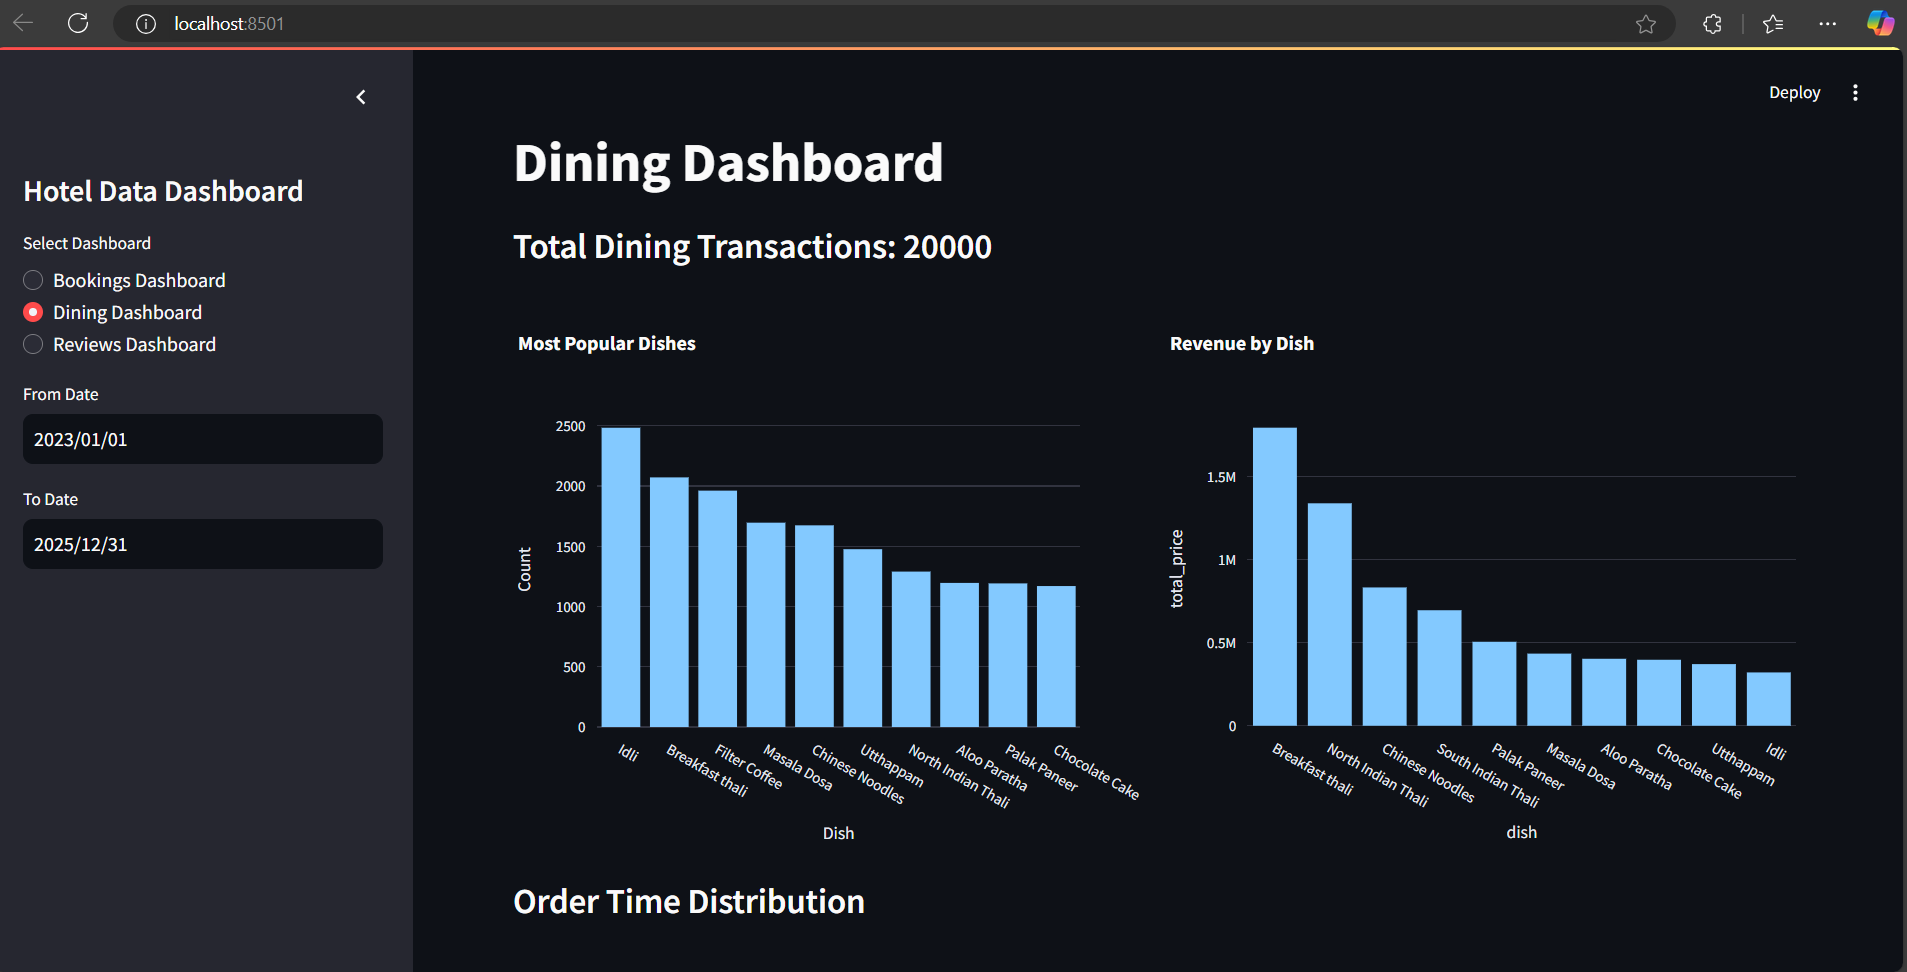 localhost:8501
Deploy
Hotel Data Dashboard
Select Dashboard
Bookings Dashboard
Dining Dashboard
Reviews Dashboard
From Date
2023/01/01
To Date
2025/12/31
Dining Dashboard
Total Dining Transactions: 20000
Most Popular Dishes
2500
2000
1500
1000
500
0
Count
Idli
Breakfast thali
Filter Coffee
Masala Dosa
Chinese Noodles
Utthappam
North Indian Thali
Aloo Paratha
Palak Paneer
Chocolate Cake
Dish
Revenue by Dish
1.5M
1M
0.5M
0
total_price
Breakfast thali
North Indian Thali
Chinese Noodles
South Indian Thali
Palak Paneer
Masala Dosa
Aloo Paratha
Chocolate Cake
Utthappam
Idli
dish
Order Time Distribution